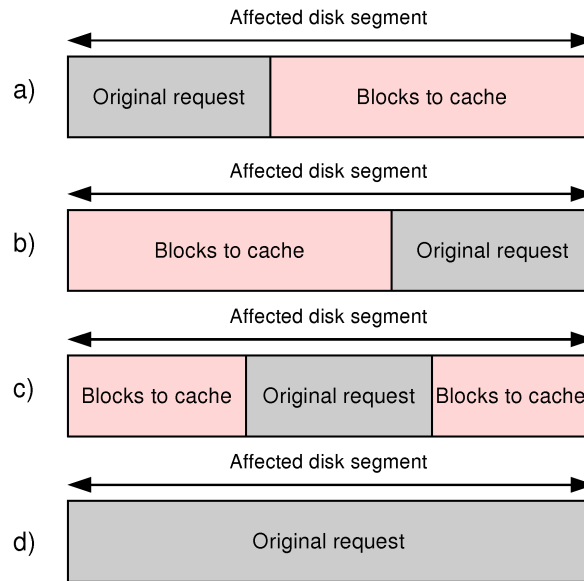 Affected disk segment
a) Original request Blocks to cache
Affected disk segment
b) Blocks to cache Original request
Affected disk segment
c) Blocks to cache Original request Blocks to cache
Affected disk segment
d) Original request